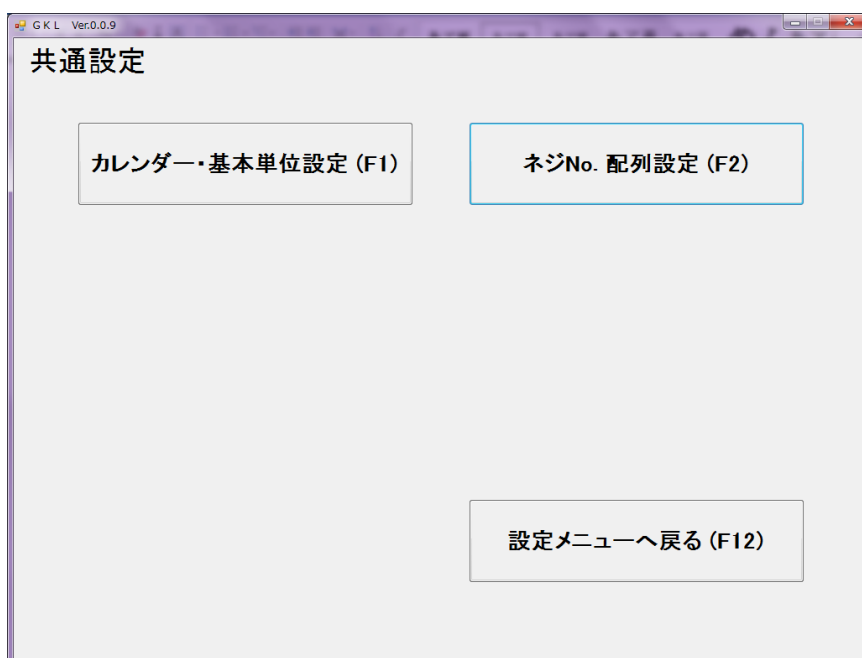 G K L Ver.0.0.9
共通設定
カレンダー・基本単位設定 (F1)
ネジNo. 配列設定 (F2)
設定メニューへ戻る (F12)